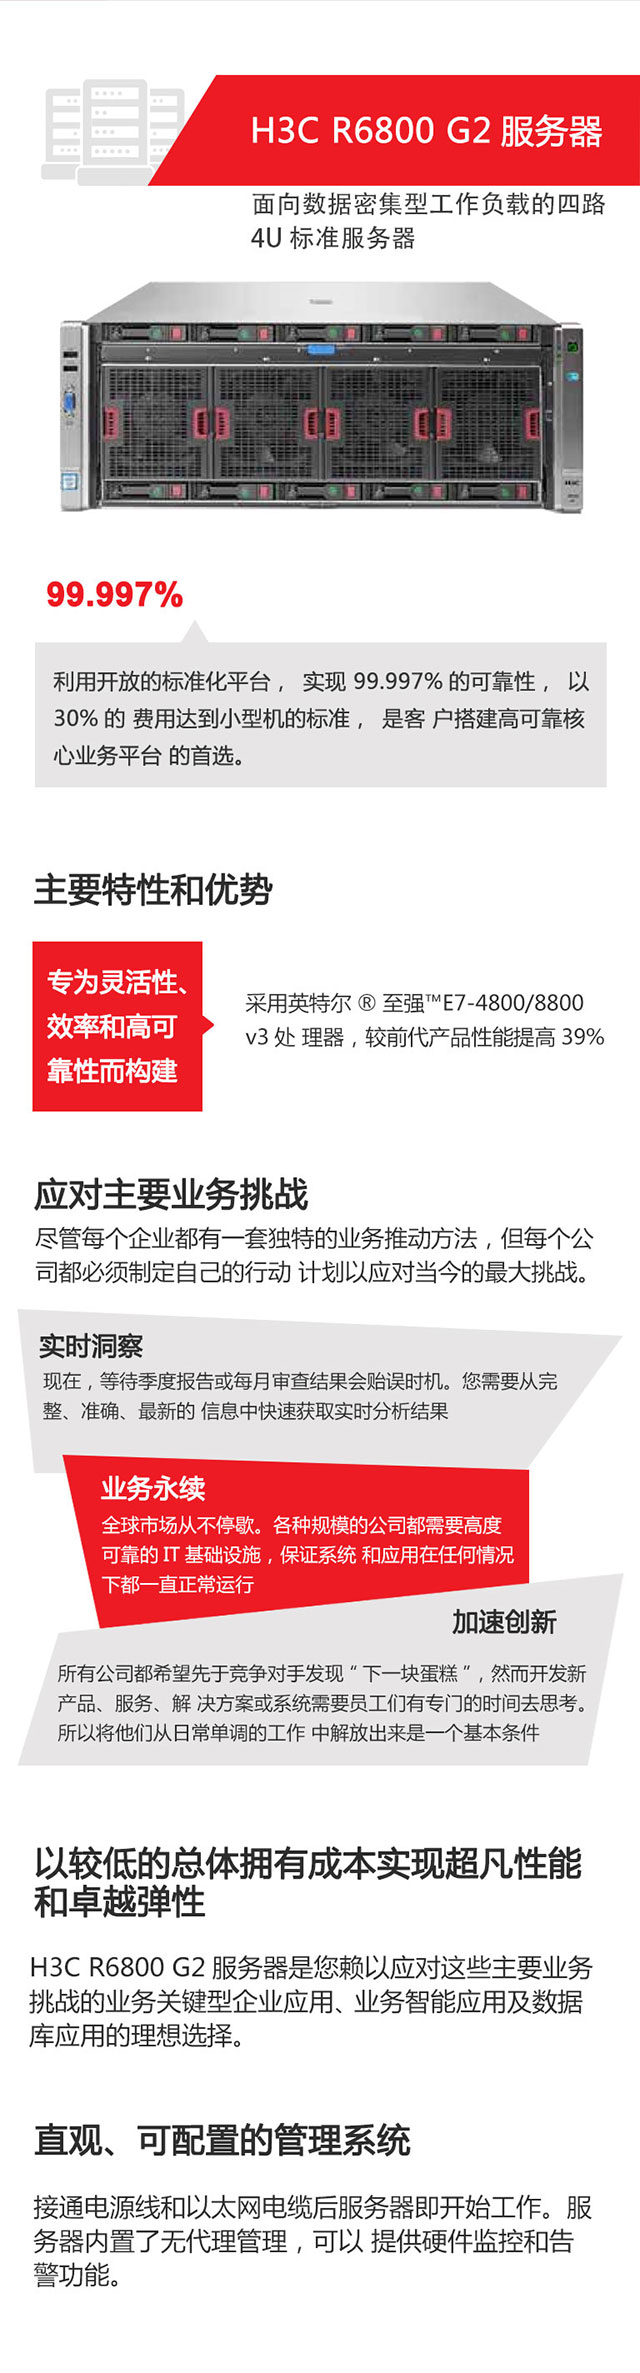 H3C R6800 G2 服务器
面向数据密集型工作负载的四路
4U 标准服务器
H3C
99.997%
利用开放的标准化平台， 实现 99.997% 的可靠性， 以
30% 的 费用达到小型机的标准， 是客 户搭建高可靠核
心业务平台 的首选。
主要特性和优势
专为灵活性、
效率和高可
靠性而构建
采用英特尔 ® 至强™E7-4800/8800
v3 处 理器，较前代产品性能提高 39%
应对主要业务挑战
尽管每个企业都有一套独特的业务推动方法，但每个公
司都必须制定自己的行动 计划以应对当今的最大挑战。
实时洞察
现在，等待季度报告或每月审查结果会贻误时机。您需要从完
整、准确、最新的 信息中快速获取实时分析结果
业务永续
全球市场从不停歇。各种规模的公司都需要高度
可靠的 IT 基础设施，保证系统 和应用在任何情况
下都一直正常运行
加速创新
所有公司都希望先于竞争对手发现 “ 下一块蛋糕 ”，然而开发新
产品、服务、解 决方案或系统需要员工们有专门的时间去思考。
所以将他们从日常单调的工作 中解放出来是一个基本条件
以较低的总体拥有成本实现超凡性能
和卓越弹性
H3C R6800 G2 服务器是您赖以应对这些主要业务
挑战的业务关键型企业应用、业务智能应用及数据
库应用的理想选择。
直观、可配置的管理系统
接通电源线和以太网电缆后服务器即开始工作。服
务器内置了无代理管理，可以 提供硬件监控和告
警功能。